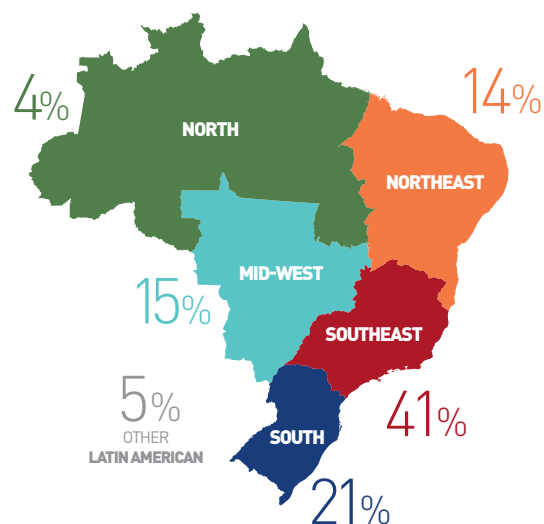 4%
14%
NORTH
NORTHEAST
MID-WEST
15%
SOUTHEAST
5%
OTHER
LATIN AMERICAN
41%
SOUTH
21%